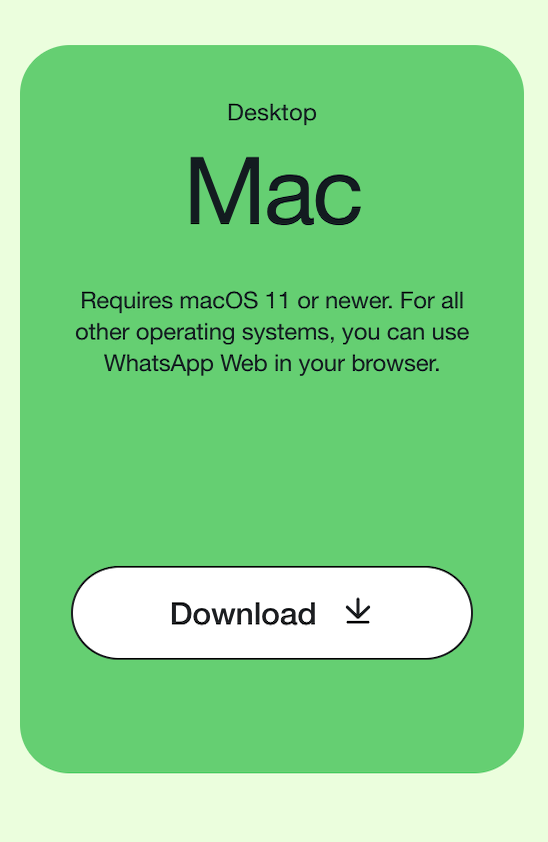 Desktop
Mac
Requires macOS 11 or newer. For all
other operating systems, you can use
WhatsApp Web in your browser.
Download